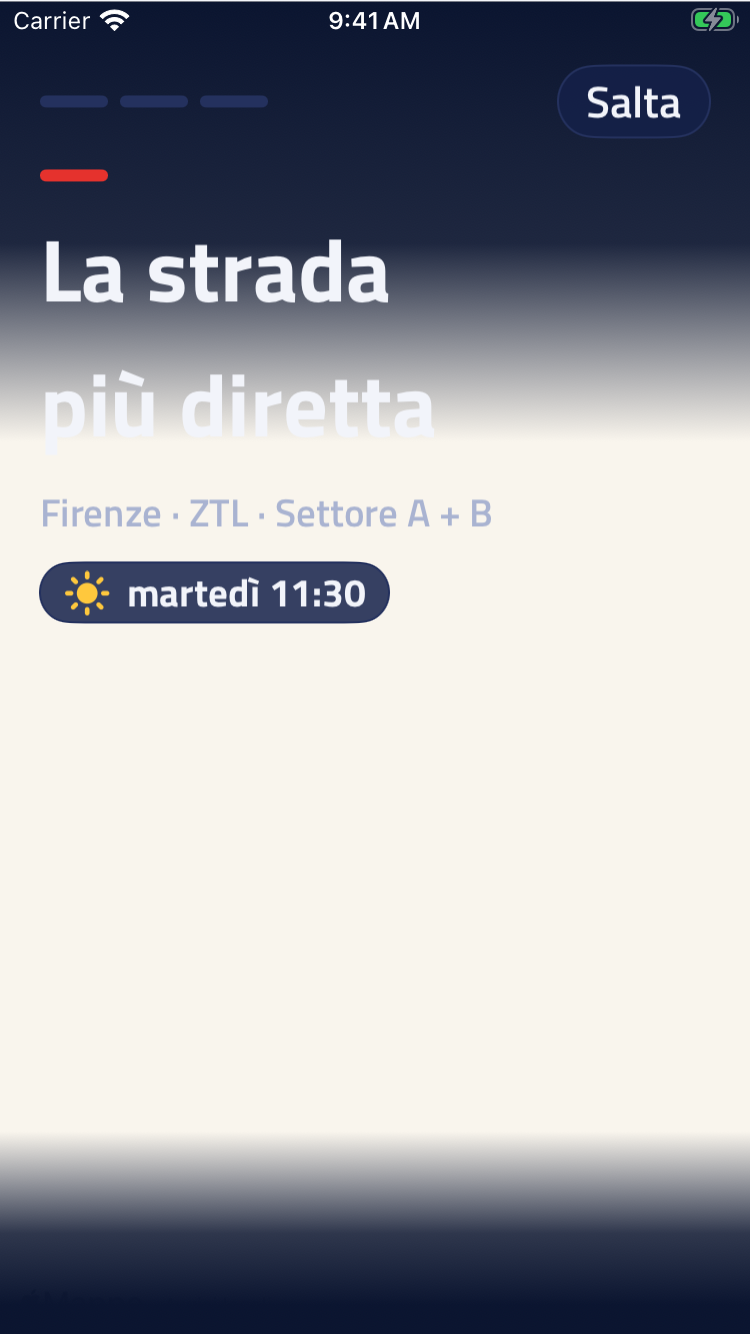 Carrier 9:41 AM
Salta
La strada
più diretta
Firenze · ZTL · Settore A + B
martedì 11:30